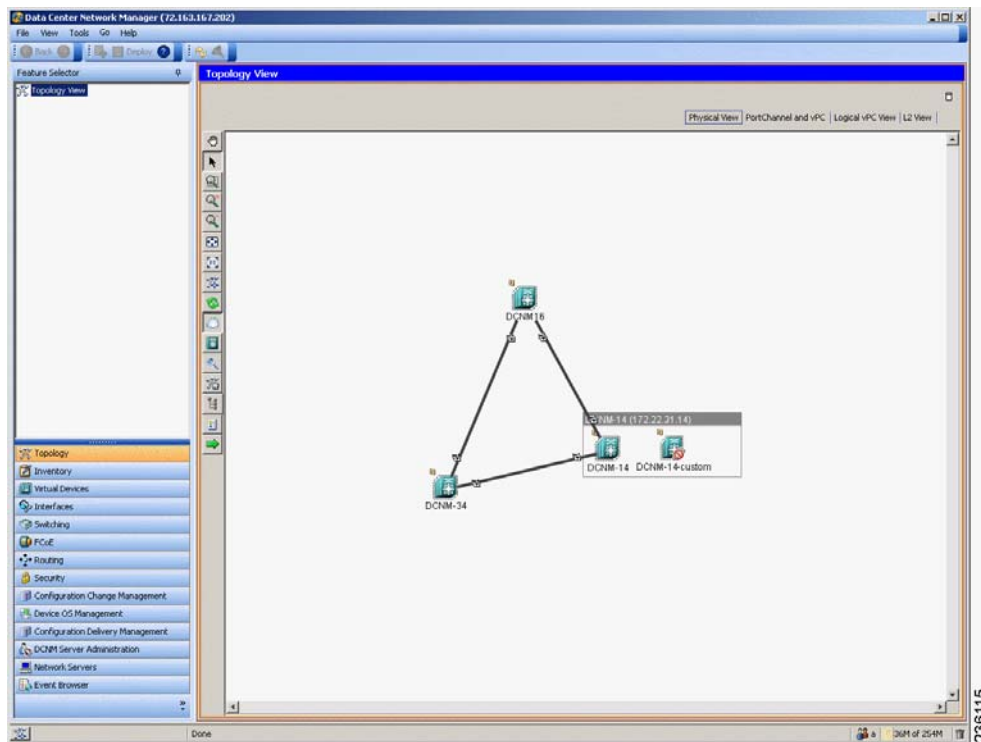 Data Center Network Manager (72.163.167.202)
File View Tools Go Help
Back Deploy
Feature Selector
Topology View
Topology View
Physical View PortChannel and vPC Logical vPC View L2 View
DCNM16
DCNM-14 (172.22.31.14)
DCNM-14 DCNM-14-custom
DCNM-34
Topology
Inventory
Virtual Devices
Interfaces
Switching
FCoE
Routing
Security
Configuration Change Management
Device OS Management
Configuration Delivery Management
DCNM Server Administration
Network Servers
Event Browser
Done
a 36M of 254M
236115